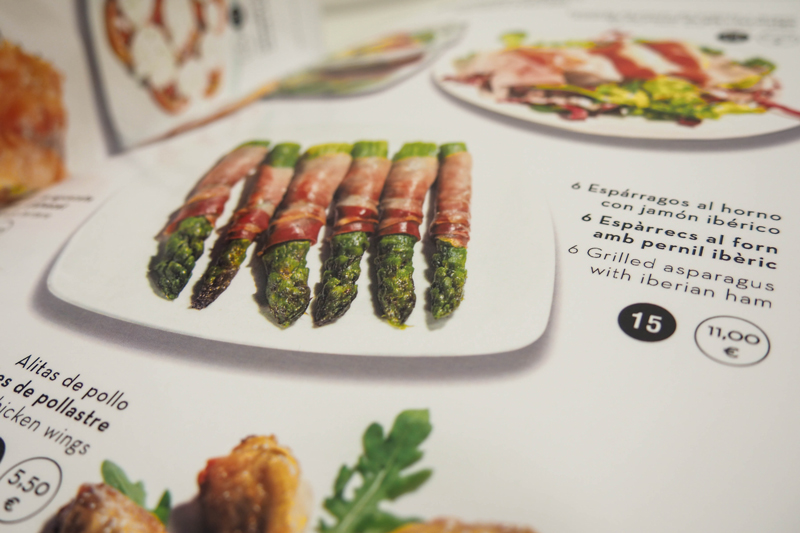 6 Espárragos al horno
con jamón ibérico
6 Espàrrecs al forn
amb pernil ibèric
6 Grilled asparagus
with iberian ham
15
11,00
€
Alitas de pollo
es de pollastre
hicken wings
5,50
€